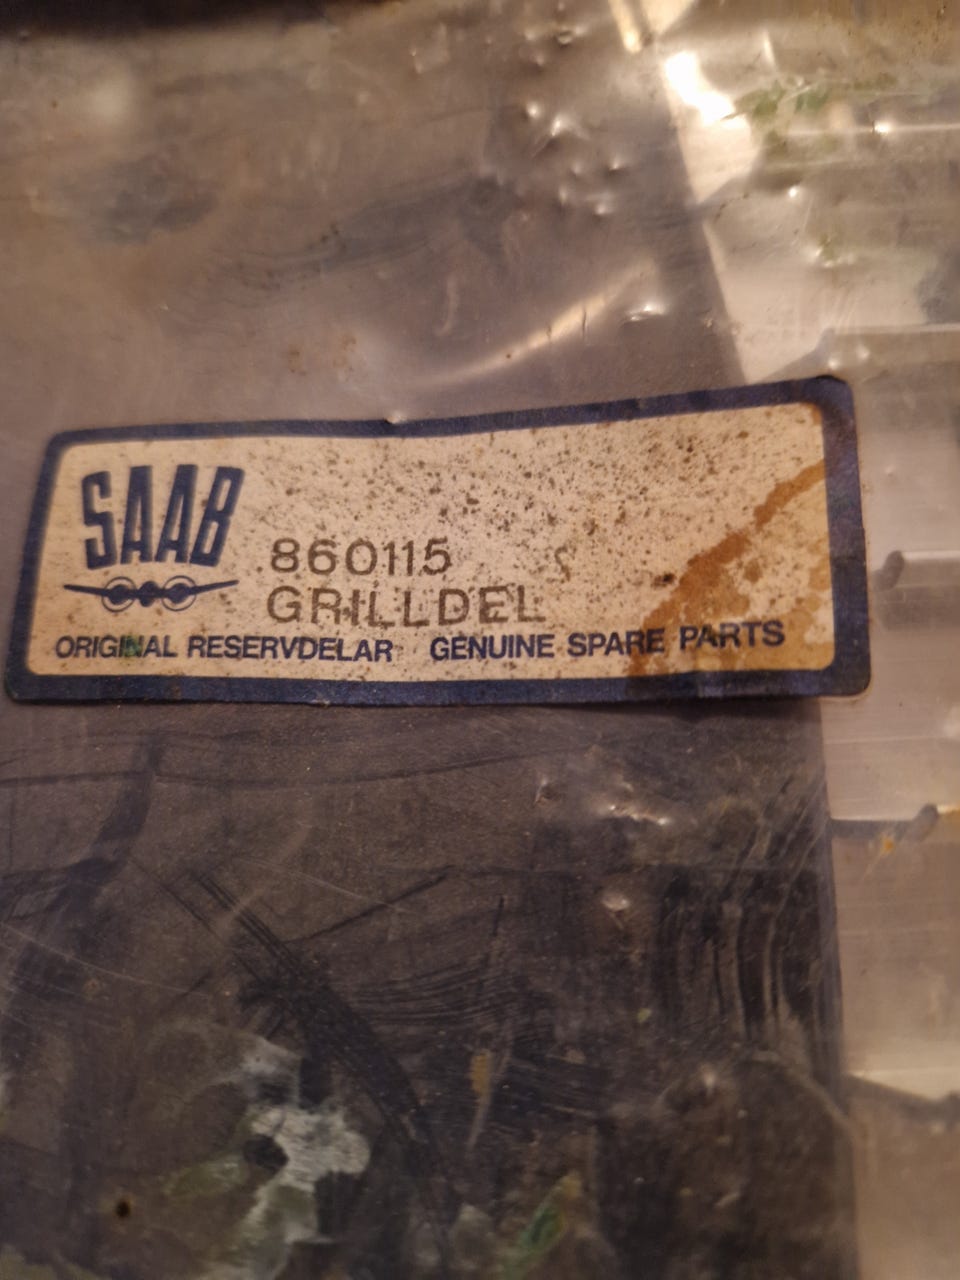 SAAB
860115 S
GRILLDEL
ORIGINAL RESERVDELAR GENUINE SPARE PARTS